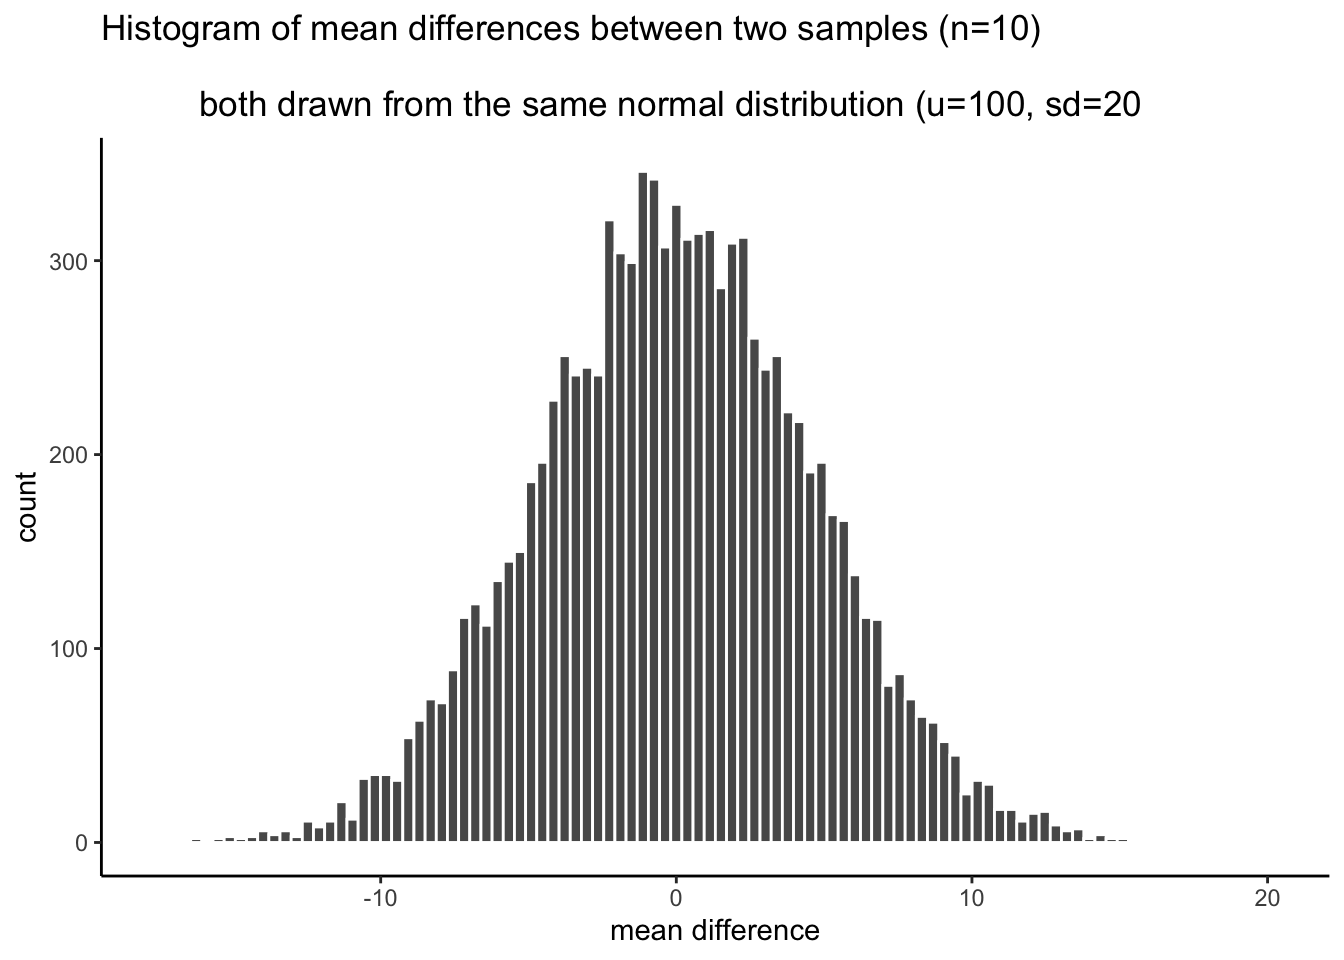 Histogram of mean differences between two samples (n=10)
both drawn from the same normal distribution (u=100, sd=20
300
200
100
0
count
-10
0
10
20
mean difference